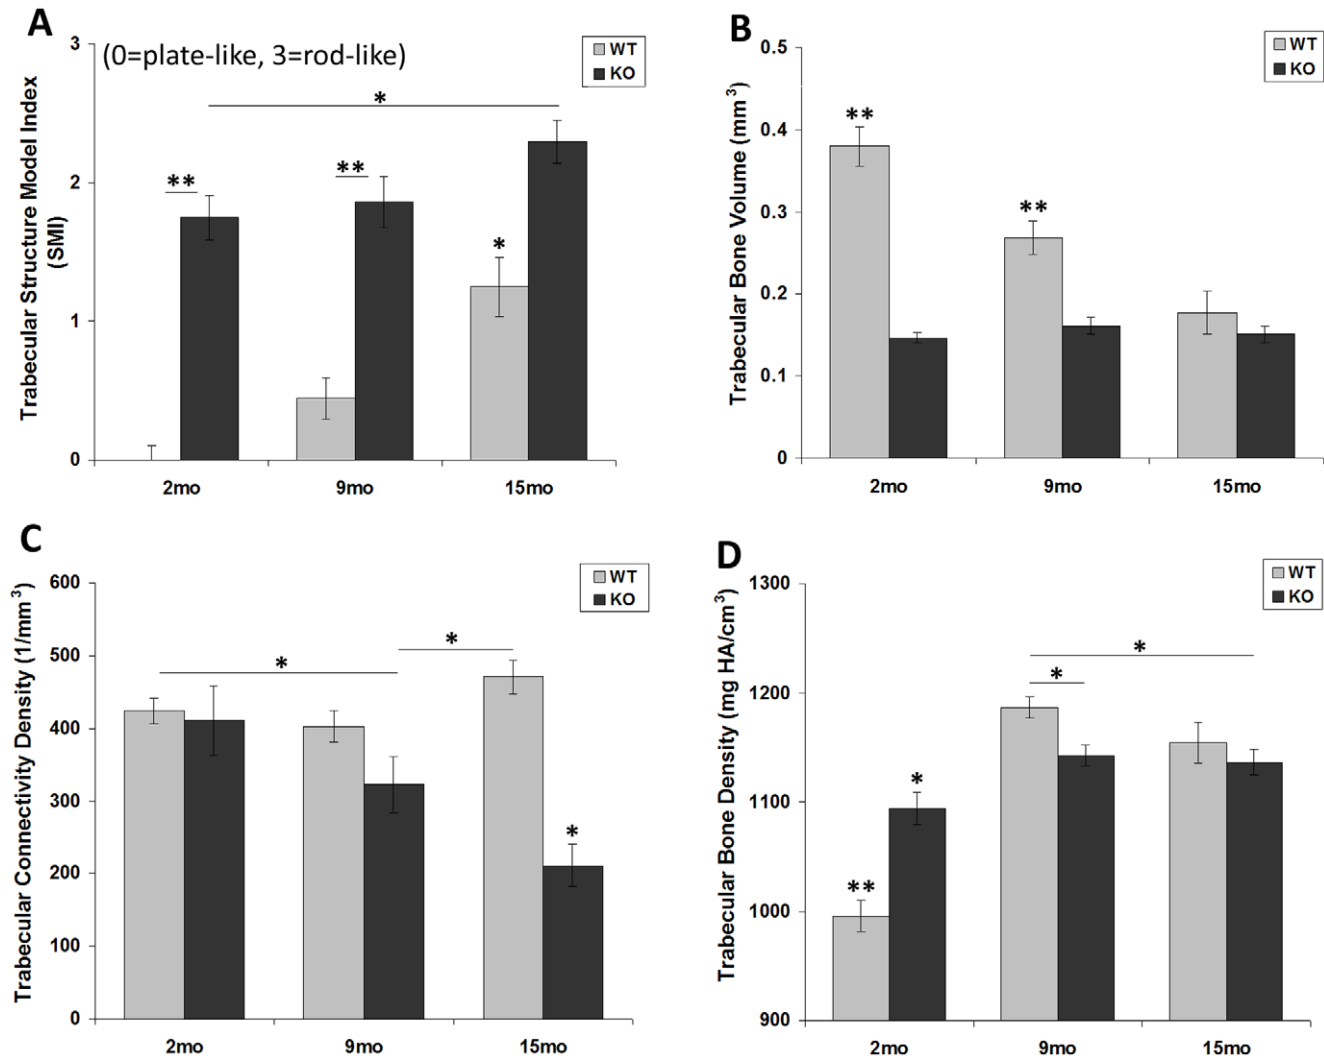 A
(0=plate-like, 3=rod-like)
WT
KO
Trabecular Structure Model Index
(SMI)
3
2
1
0
*
**
**
*
2mo
9mo
15mo
B
WT
KO
Trabecular Bone Volume (mm³)
0.5
0.4
0.3
0.2
0.1
0
**
**
2mo
9mo
15mo
C
WT
KO
Trabecular Connectivity Density (1/mm³)
600
500
400
300
200
100
0
*
*
*
2mo
9mo
15mo
D
WT
KO
Trabecular Bone Density (mg HA/cm³)
1300
1200
1100
1000
900
**
*
*
*
2mo
9mo
15mo